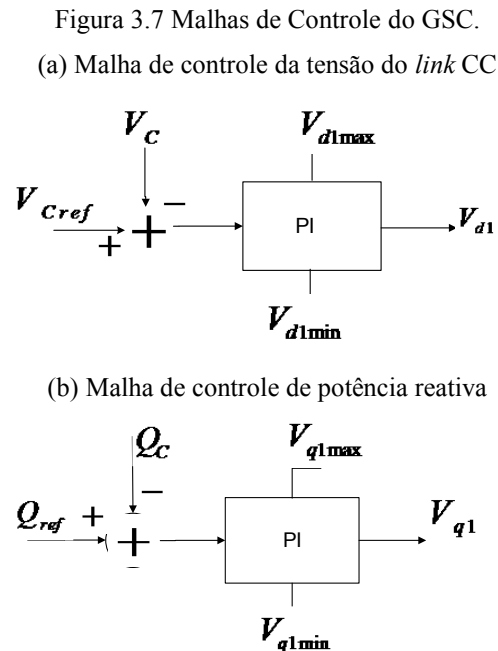 Figura 3.7 Malhas de Controle do GSC.
(a) Malha de controle da tensão do link CC
V_C
V_d1max
V_Cref
−
+
+
PI
V_d1
V_d1min
(b) Malha de controle de potência reativa
Q_C
V_q1max
−
Q_ref
+
+
PI
V_q1
V_q1min